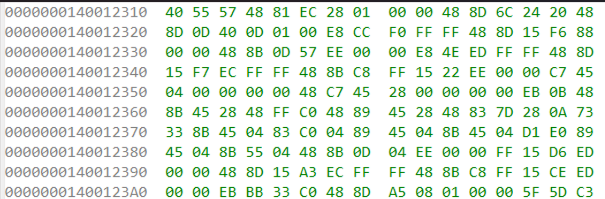 0000000140012310 40 55 57 48 81 EC 28 01 00 00 48 8D 6C 24 20 48
0000000140012320 8D 0D 40 0D 01 00 E8 CC F0 FF FF 48 8D 15 F6 88
0000000140012330 00 00 48 8B 0D 57 EE 00 00 E8 4E ED FF FF 48 8D
0000000140012340 15 F7 EC FF FF 48 8B C8 FF 15 22 EE 00 00 C7 45
0000000140012350 04 00 00 00 00 48 C7 45 28 00 00 00 00 EB 0B 48
0000000140012360 8B 45 28 48 FF C0 48 89 45 28 48 83 7D 28 0A 73
0000000140012370 33 8B 45 04 83 C0 04 89 45 04 8B 45 04 D1 E0 89
0000000140012380 45 04 8B 55 04 48 8B 0D 04 EE 00 00 FF 15 D6 ED
0000000140012390 00 00 48 8D 15 A3 EC FF FF 48 8B C8 FF 15 CE ED
00000001400123A0 00 00 EB BB 33 C0 48 8D A5 08 01 00 00 5F 5D C3